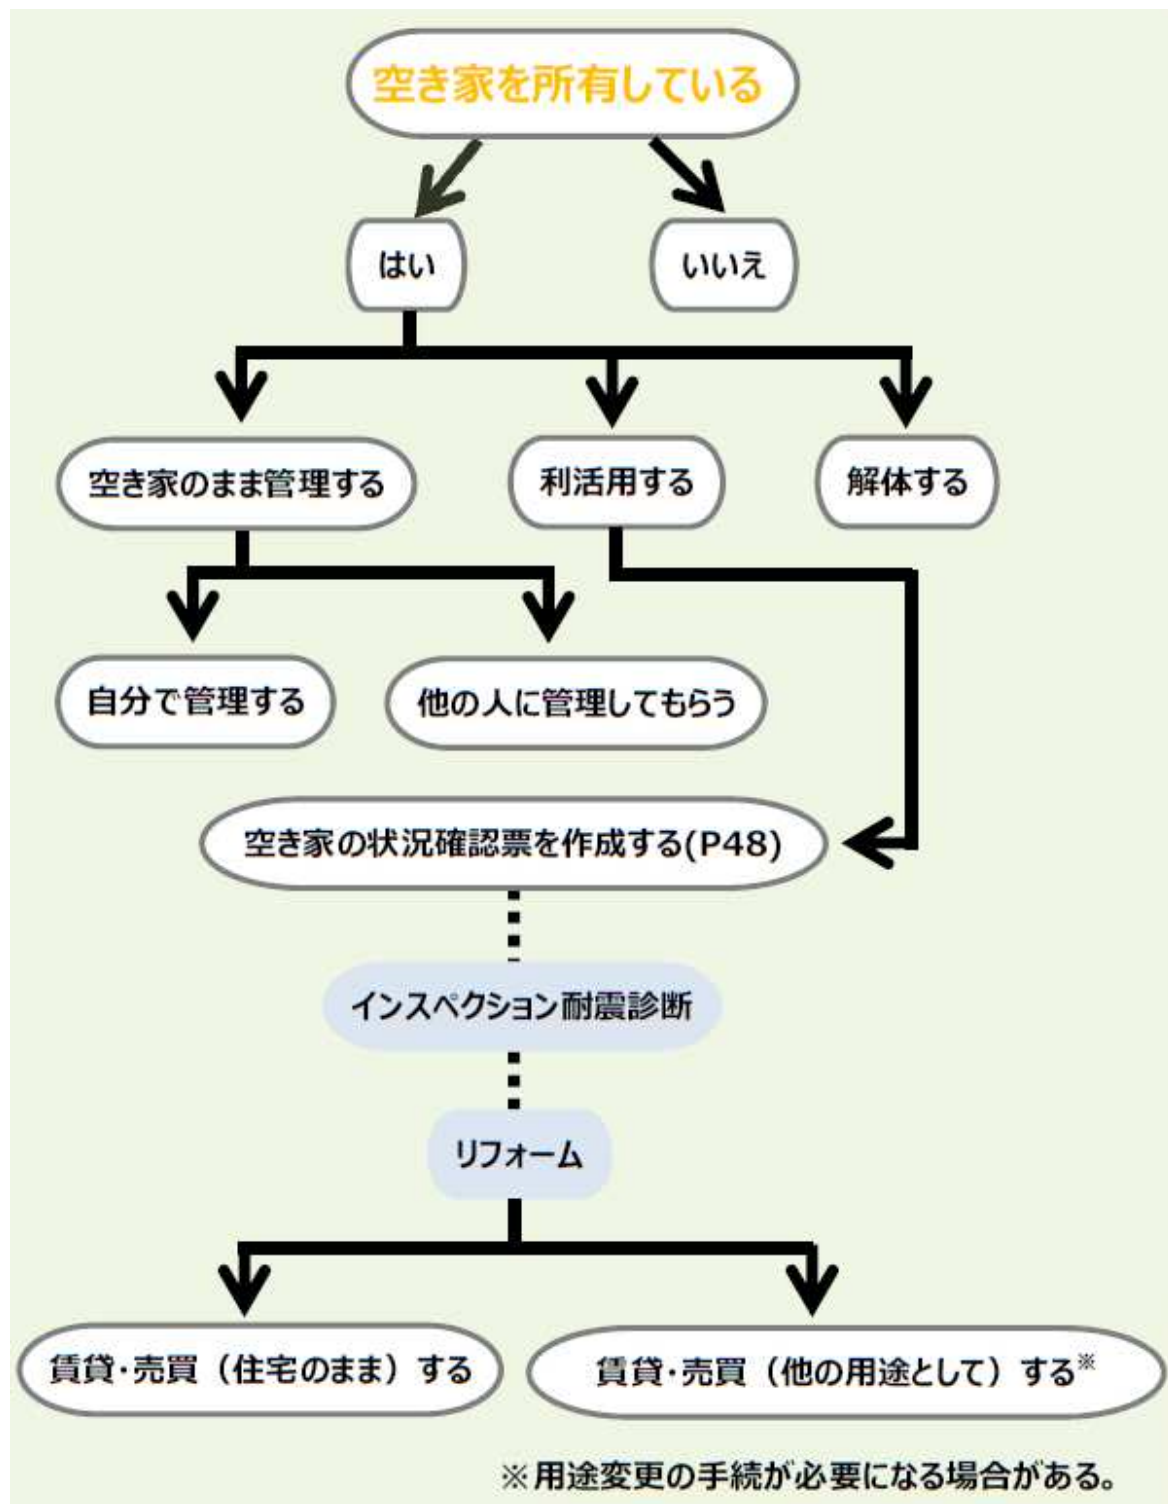 空き家を所有している
はい
いいえ
空き家のまま管理する
利活用する
解体する
自分で管理する
他の人に管理してもらう
空き家の状況確認票を作成する(P48)
インスペクション耐震診断
リフォーム
賃貸・売買（住宅のまま）する
賃貸・売買（他の用途として）する※
※用途変更の手続が必要になる場合がある。